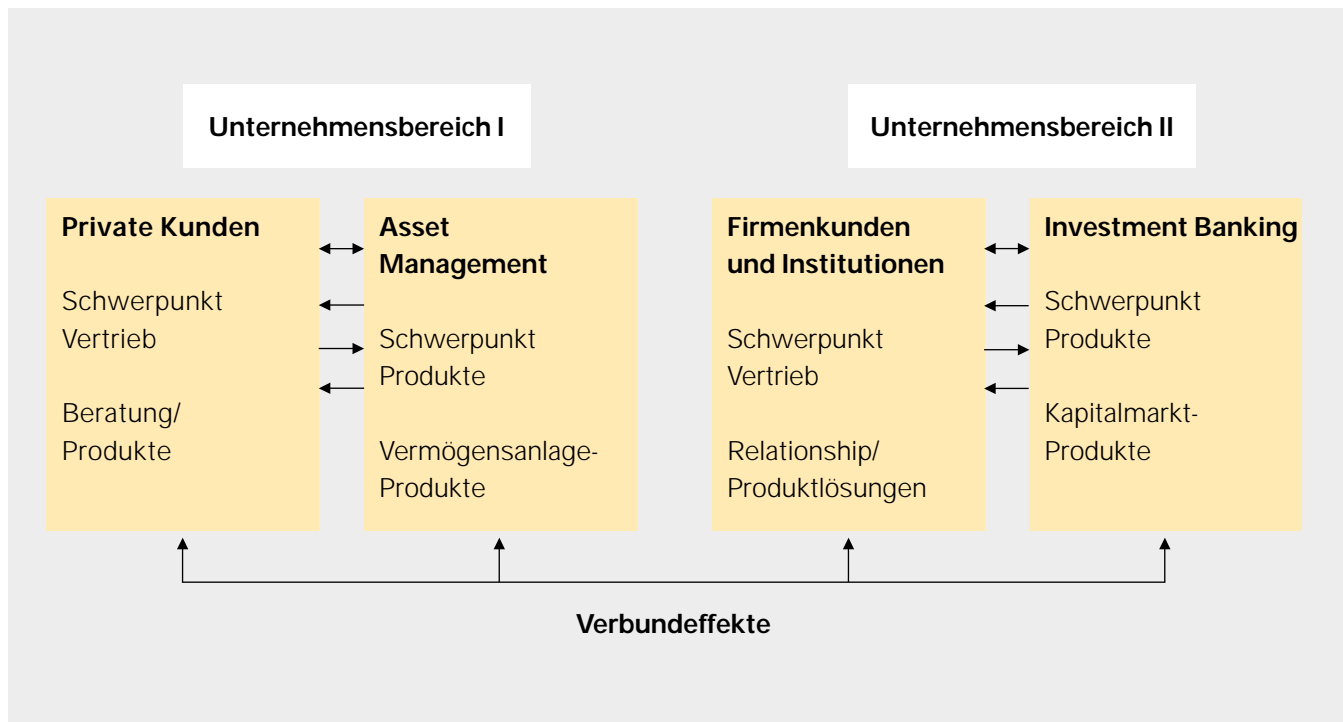 Unternehmensbereich I
Unternehmensbereich II
Private Kunden
Schwerpunkt
Vertrieb
Beratung/
Produkte
Asset
Management
Schwerpunkt
Produkte
Vermögensanlage-
Produkte
Firmenkunden
und Institutionen
Schwerpunkt
Vertrieb
Relationship/
Produktlösungen
Investment Banking
Schwerpunkt
Produkte
Kapitalmarkt-
Produkte
Verbundeffekte